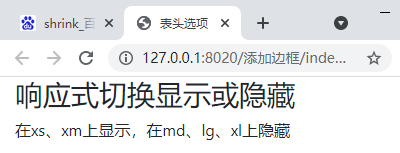 shrink_百
表头选项
127.0.0.1:8020/添加边框/inde...
响应式切换显示或隐藏
在xs、xm上显示，在md、lg、xl上隐藏